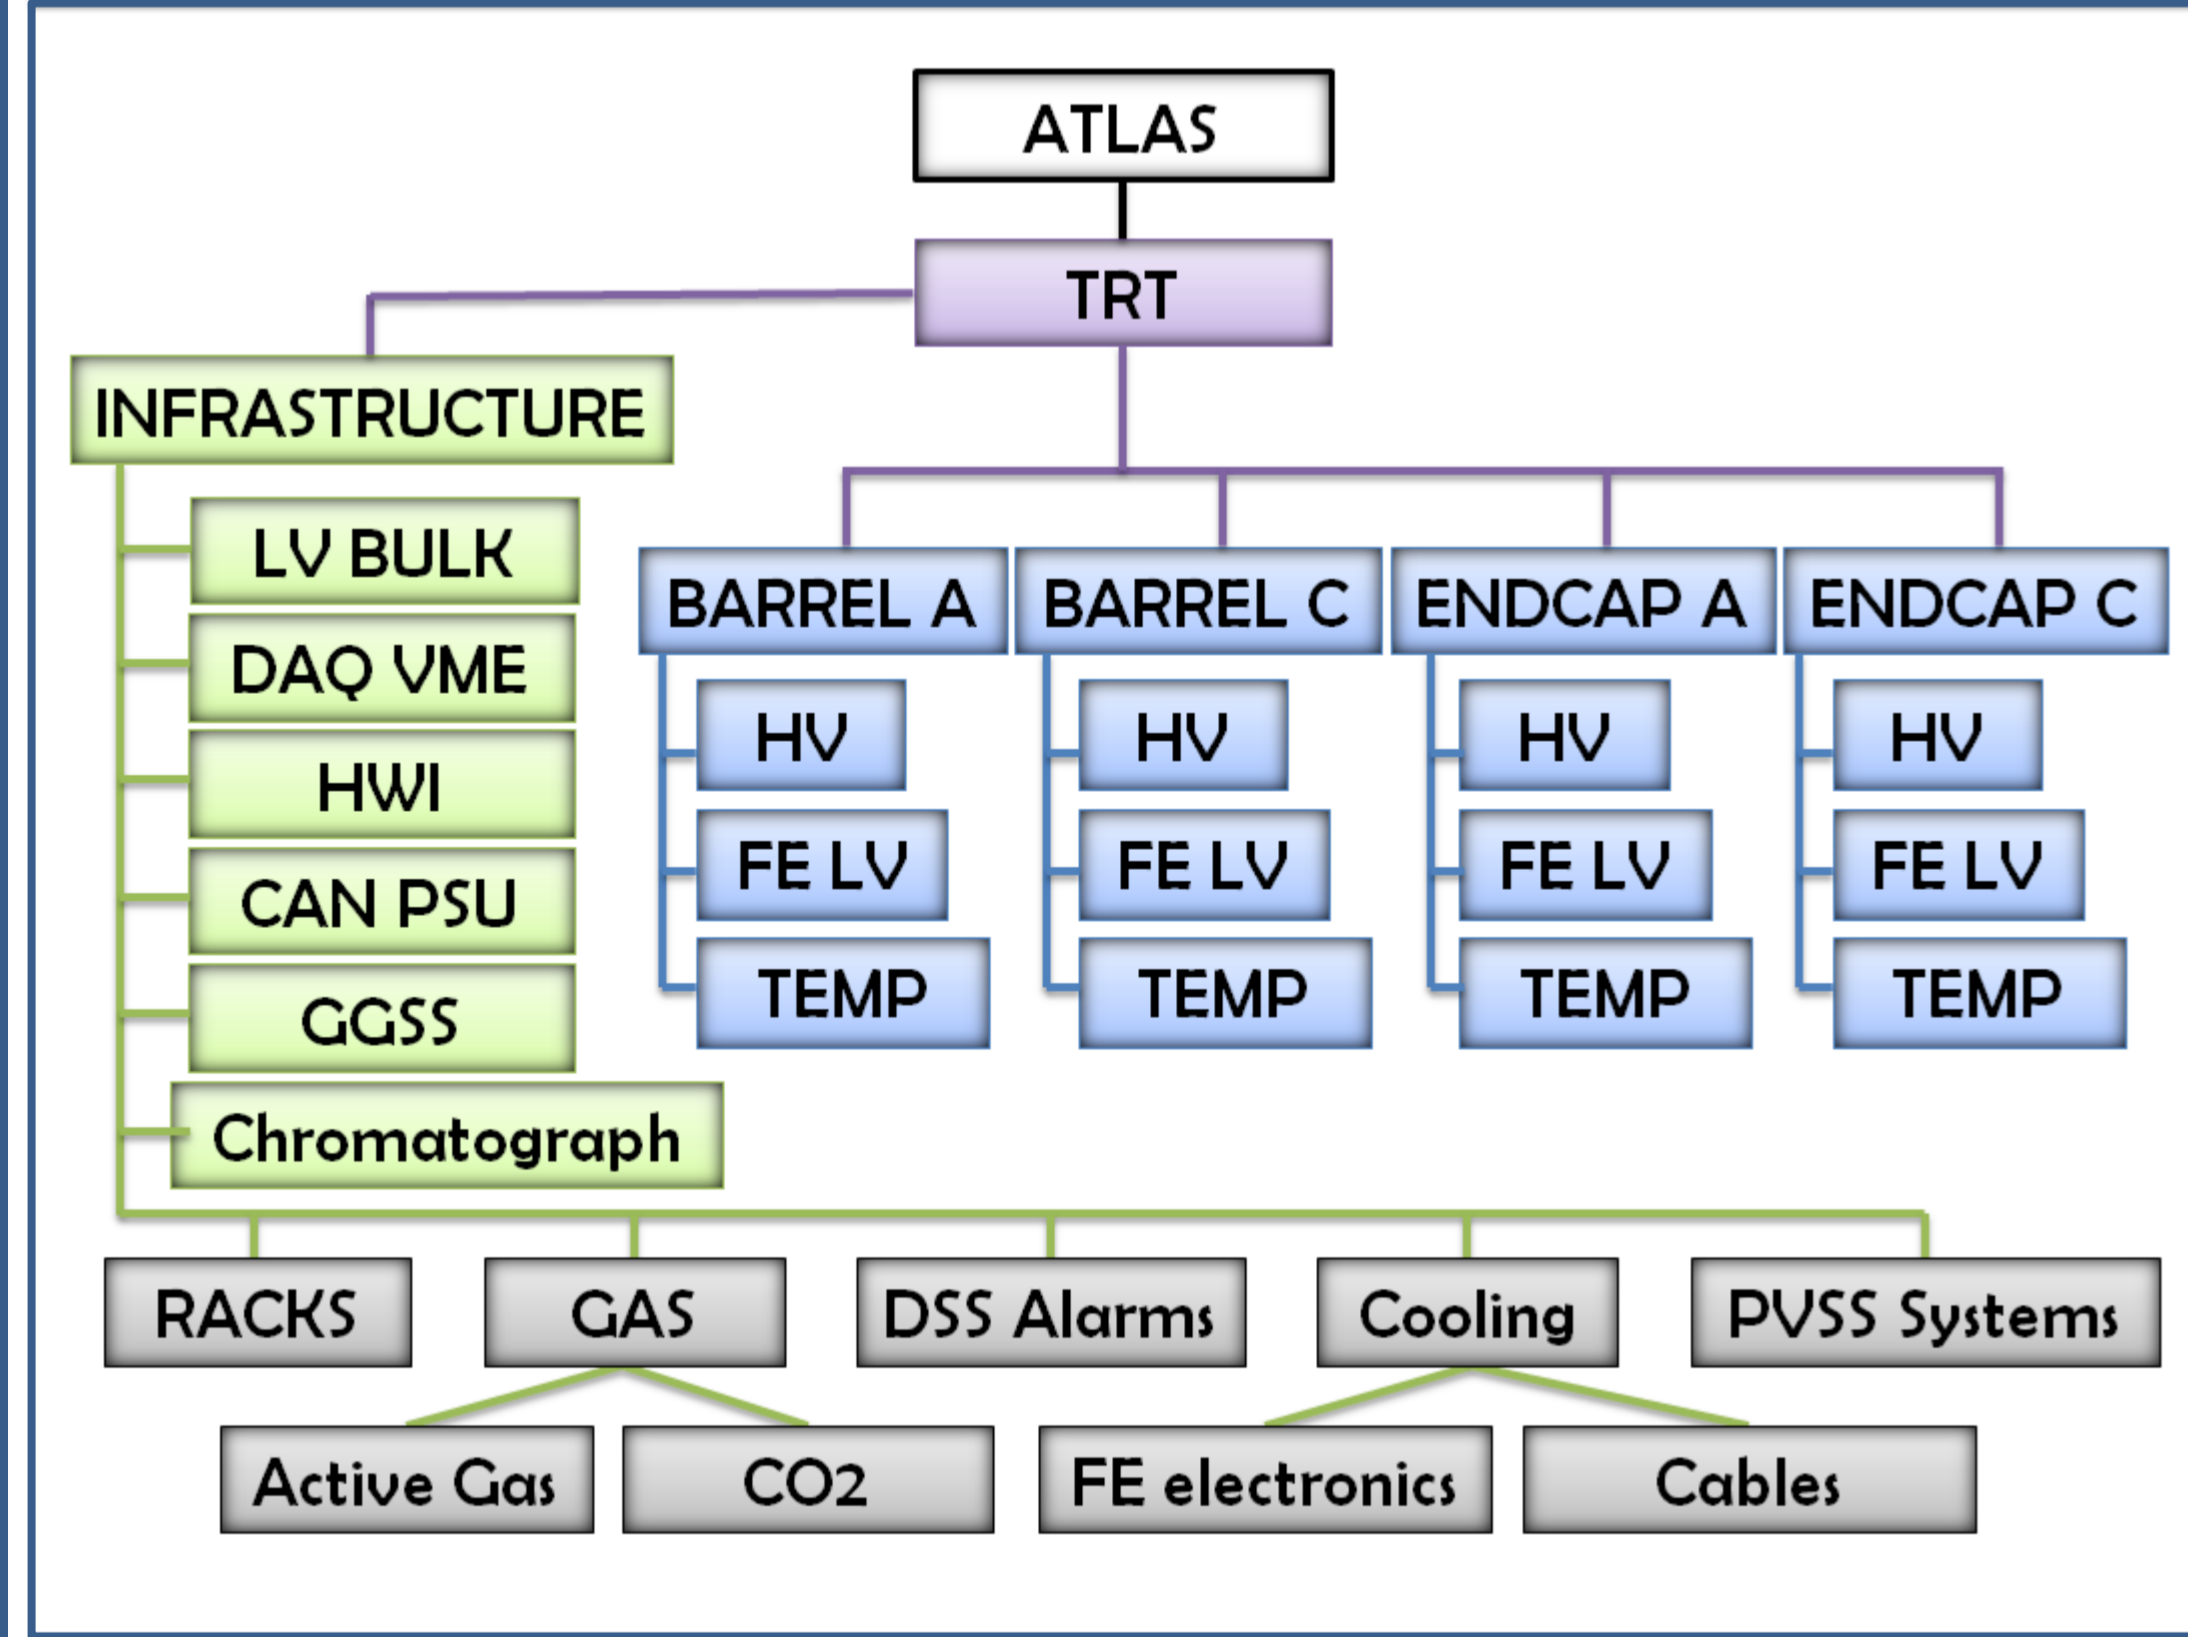 ATLAS
TRT
INFRASTRUCTURE
LV BULK
DAQ VME
HWI
CAN PSU
GGSS
Chromatograph
BARREL A
HV
FE LV
TEMP
BARREL C
HV
FE LV
TEMP
ENDCAP A
HV
FE LV
TEMP
ENDCAP C
HV
FE LV
TEMP
RACKS
GAS
DSS Alarms
Cooling
PVSS Systems
Active Gas
CO2
FE electronics
Cables